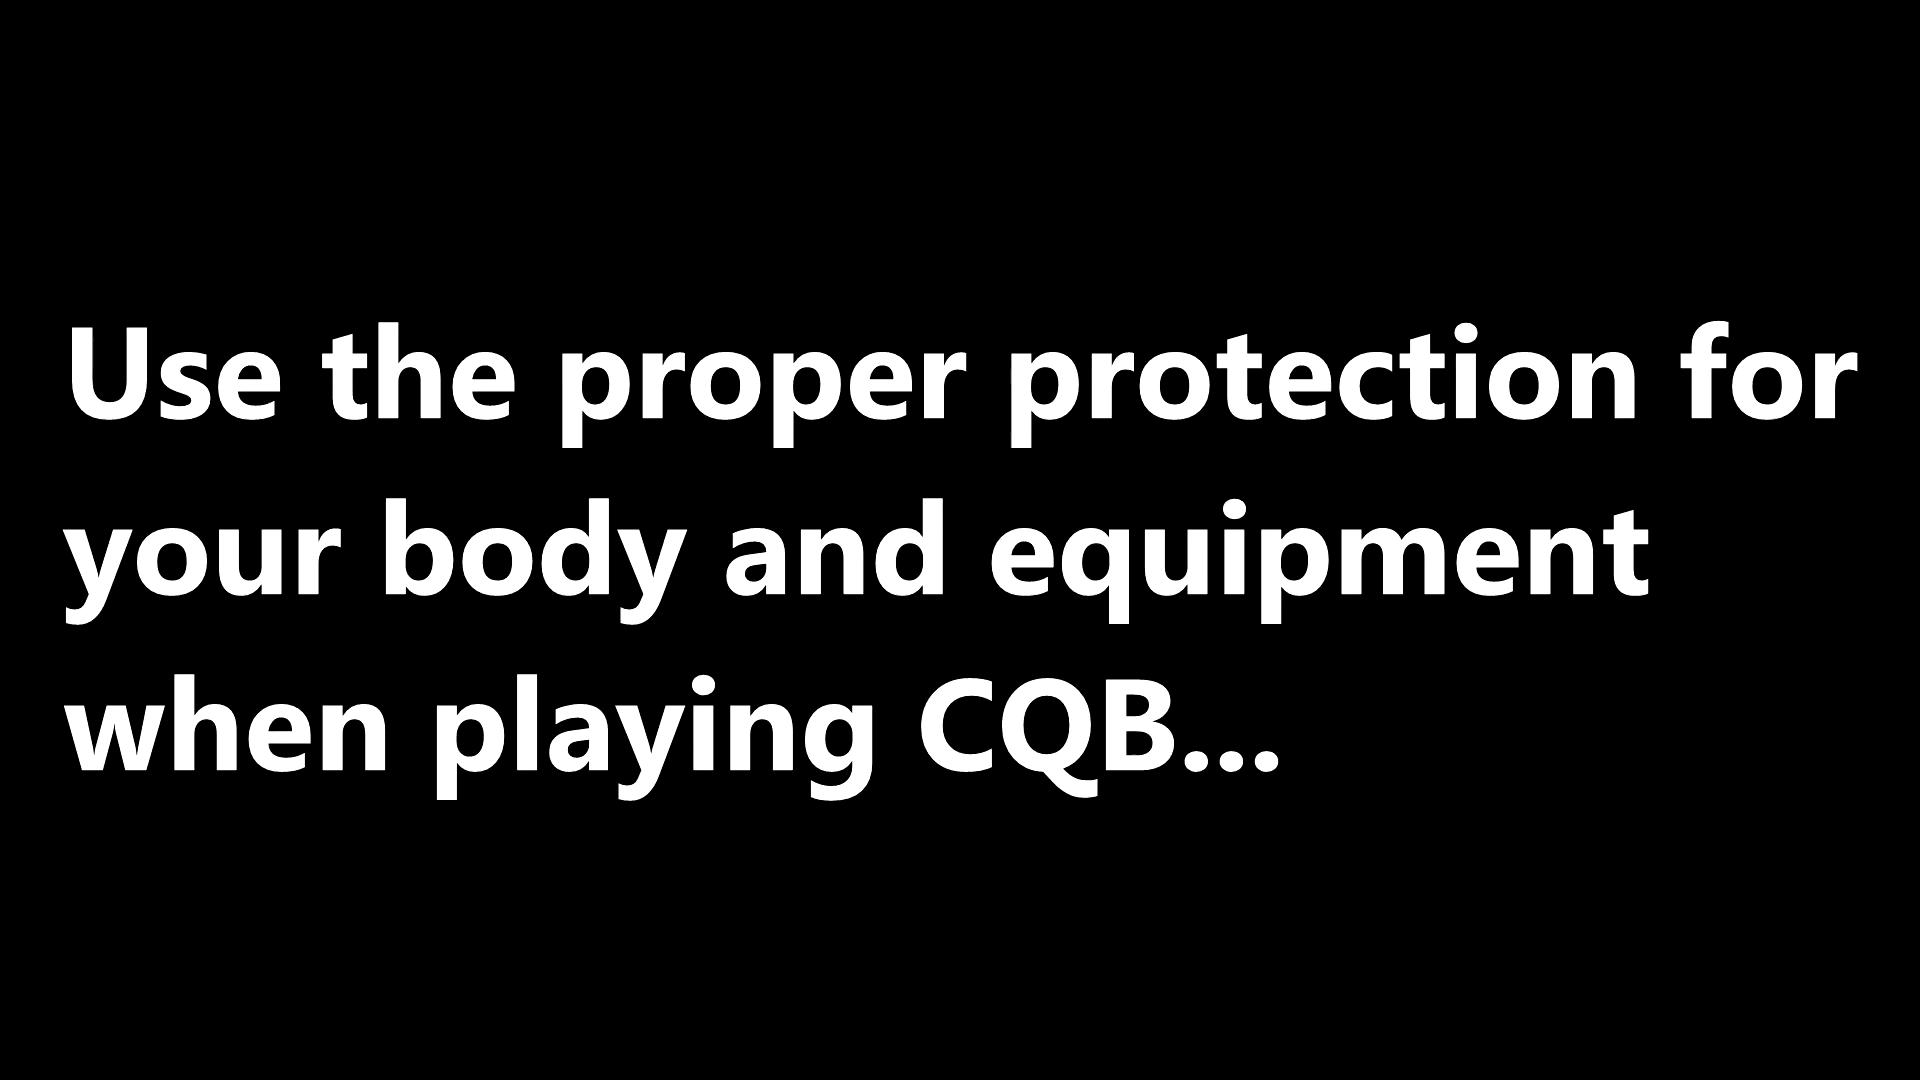 Use the proper protection for
your body and equipment
when playing CQB...